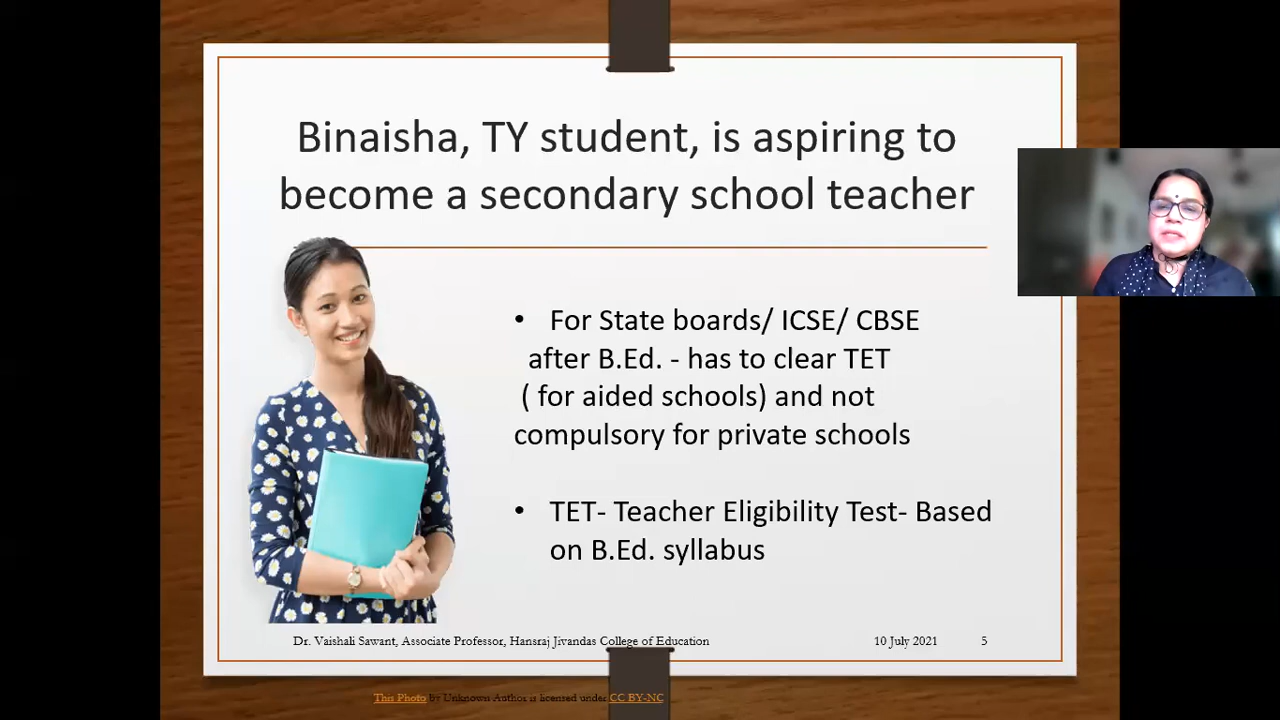 Binaisha, TY student, is aspiring to
become a secondary school teacher
• For State boards/ ICSE/ CBSE
after B.Ed. - has to clear TET
( for aided schools) and not
compulsory for private schools
• TET- Teacher Eligibility Test- Based
on B.Ed. syllabus
Dr. Vaishali Sawant, Associate Professor, Hansraj Jivandas College of Education 10 July 2021 5
This Photo by Unknown Author is licensed under CC BY-NC